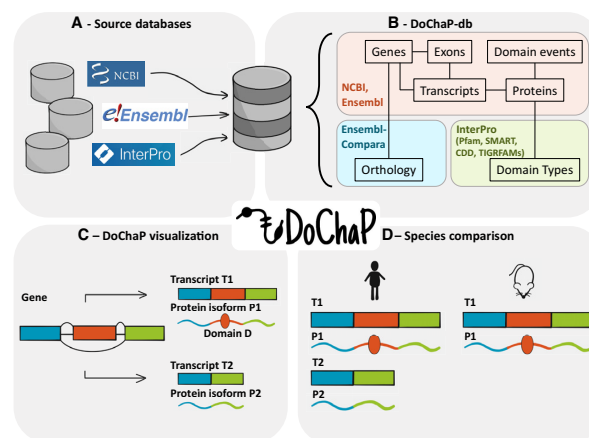 A - Source databases
NCBI
e!Ensembl
InterPro
B - DoChaP-db
Genes
Exons
Domain events
Transcripts
Proteins
NCBI,
Ensembl
Ensembl-
Compara
Orthology
InterPro
(Pfam, SMART,
CDD, TIGRFAMs)
Domain Types
DoChaP
C – DoChaP visualization
Gene
Transcript T1
Protein isoform P1
Domain D
Transcript T2
Protein isoform P2
D – Species comparison
T1
P1
T2
P2
T1
P1